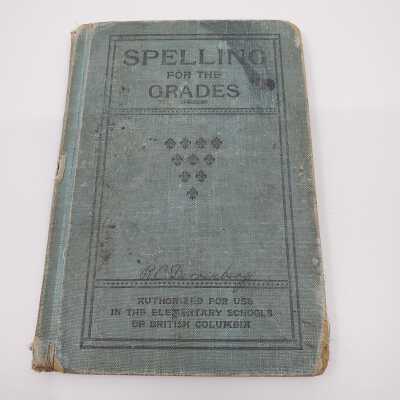 SPELLING
FOR THE
GRADES
R C
AUTHORIZED FOR USE
IN THE ELEMENTARY SCHOOLS
OF BRITISH COLUMBIA